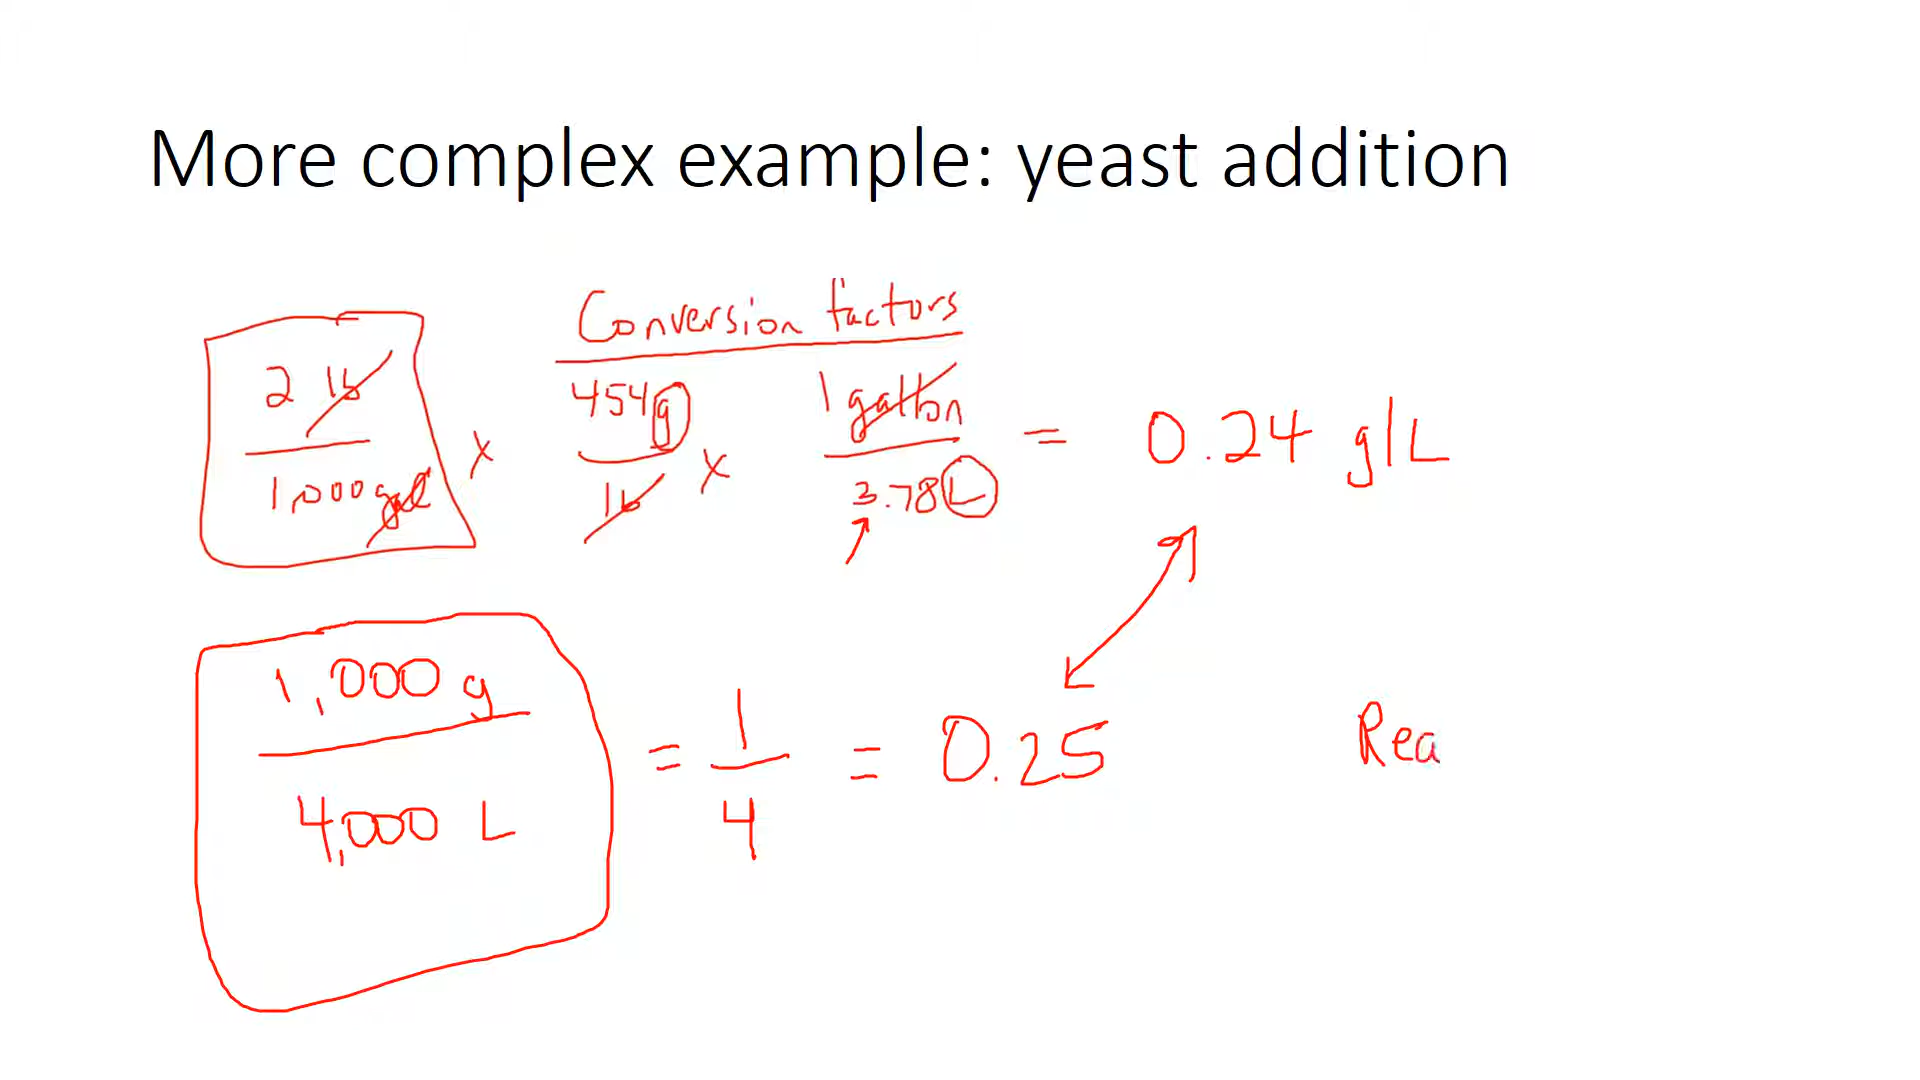 More complex example: yeast addition
Conversion factors
2 lb / 1,000 gal x 454 g / lb x 1 gallon / 3.78 L = 0.24 g/L
1,000 g / 4,000 L = 1 / 4 = 0.25
Rea